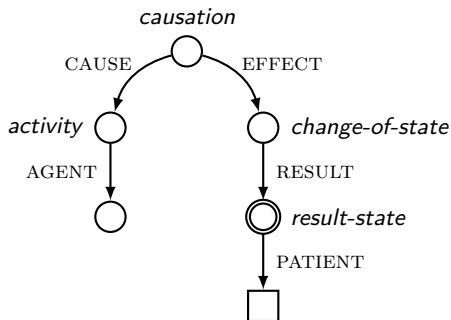 causation
CAUSE EFFECT
activity change-of-state
AGENT RESULT
result-state
PATIENT